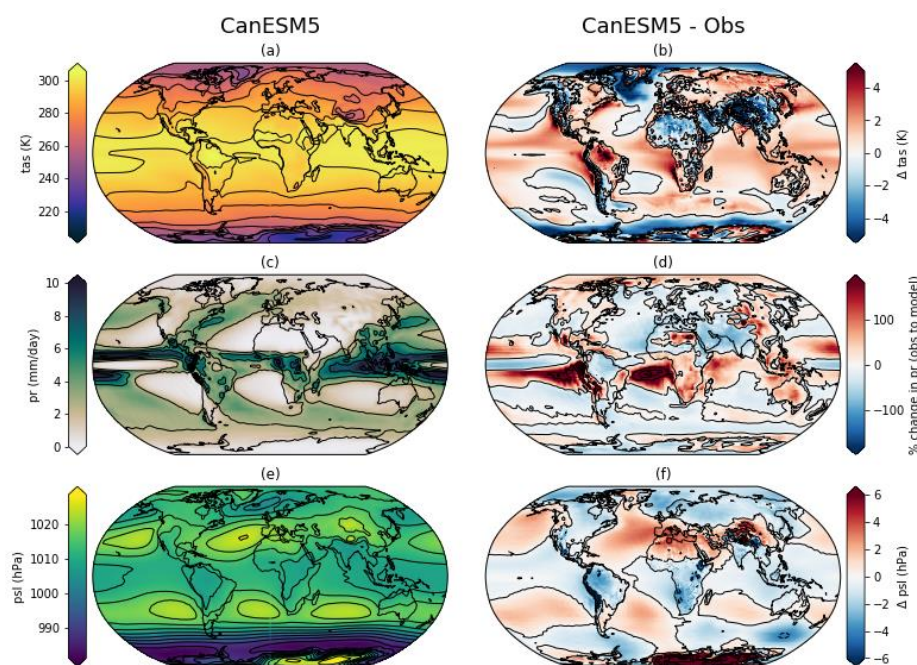 CanESM5
CanESM5 - Obs
(a)
(b)
300
280
260
240
220
tas (K)
4
2
0
−2
−4
Δ tas (K)
(c)
(d)
10
8
6
4
2
0
pr (mm/day)
100
0
−100
% change in pr (obs to model)
(e)
(f)
1020
1010
1000
990
psl (hPa)
6
4
2
0
−2
−4
−6
Δ psl (hPa)